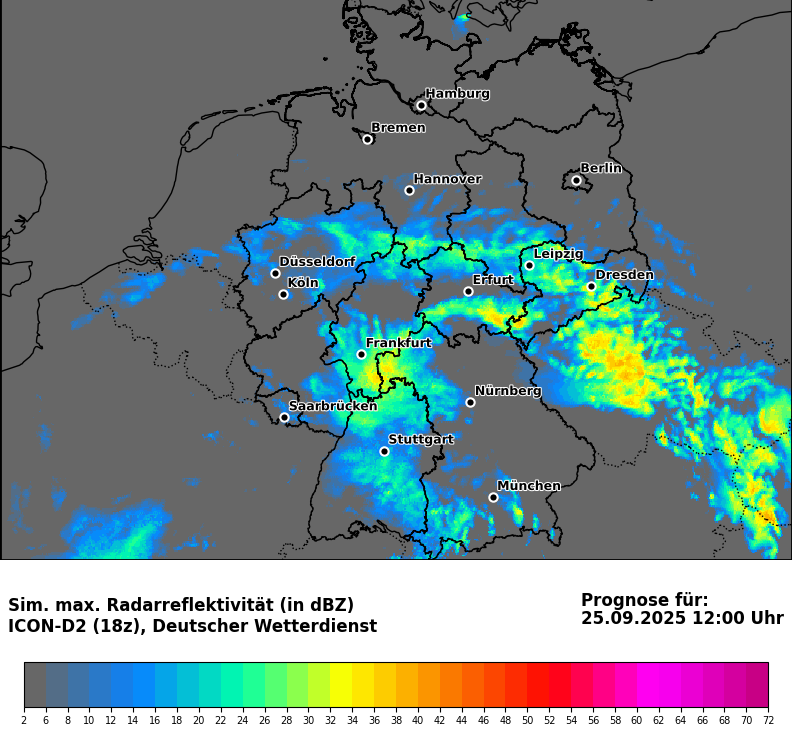 Hamburg
Bremen
Berlin
Hannover
Leipzig
Düsseldorf
Dresden
Köln
Erfurt
Frankfurt
Nürnberg
Saarbrücken
Stuttgart
München
Sim. max. Radarreflektivität (in dBZ)
ICON-D2 (18z), Deutscher Wetterdienst
Prognose für:
25.09.2025 12:00 Uhr
2 6 8 10 12 14 16 18 20 22 24 26 28 30 32 34 36 38 40 42 44 46 48 50 52 54 56 58 60 62 64 66 68 70 72